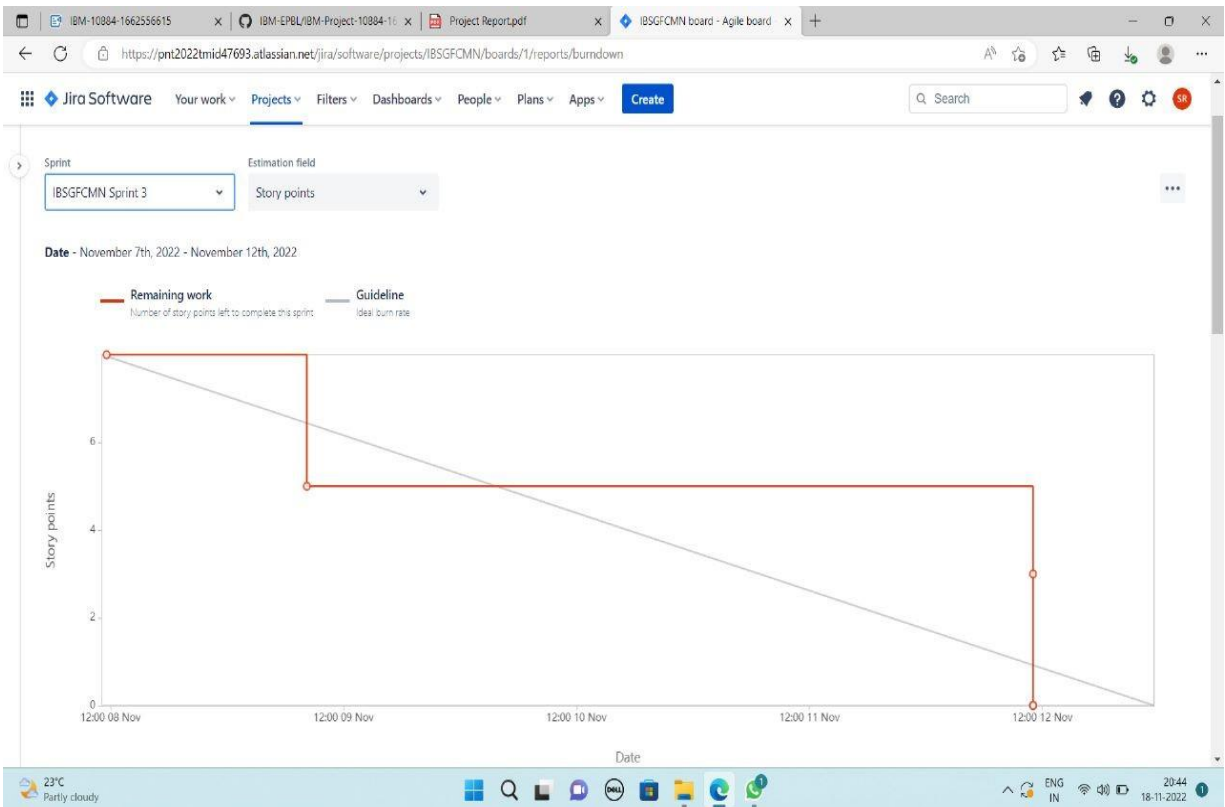 IBM-10884-1662556615
IBM-EPBL/IBM-Project-10884-16
Project Report.pdf
IBSGFCMN board - Agile board -
https://pnt2022tmid47693.atlassian.net/jira/software/projects/IBSGFCMN/boards/1/reports/burndown
Jira Software Your work Projects Filters Dashboards People Plans Apps Create Search SR
Sprint Estimation field
IBSGFCMN Sprint 3 Story points
Date - November 7th, 2022 - November 12th, 2022
Remaining work Guideline
Number of story points left to complete this sprint Ideal burn rate
6
4
2
0
Story points
12:00 08 Nov 12:00 09 Nov 12:00 10 Nov 12:00 11 Nov 12:00 12 Nov
Date
23°C ENG 20:44
Partly cloudy DELL 1 IN 18-11-2022 1